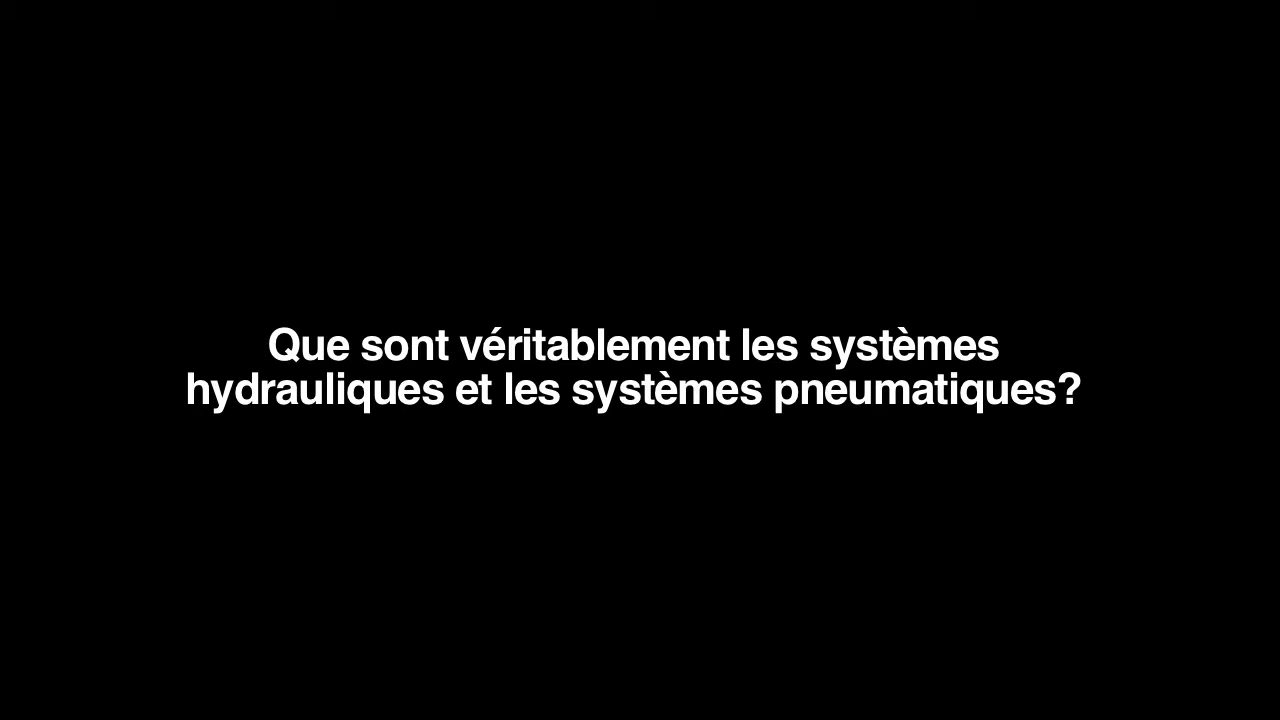 Que sont véritablement les systèmes
hydrauliques et les systèmes pneumatiques?